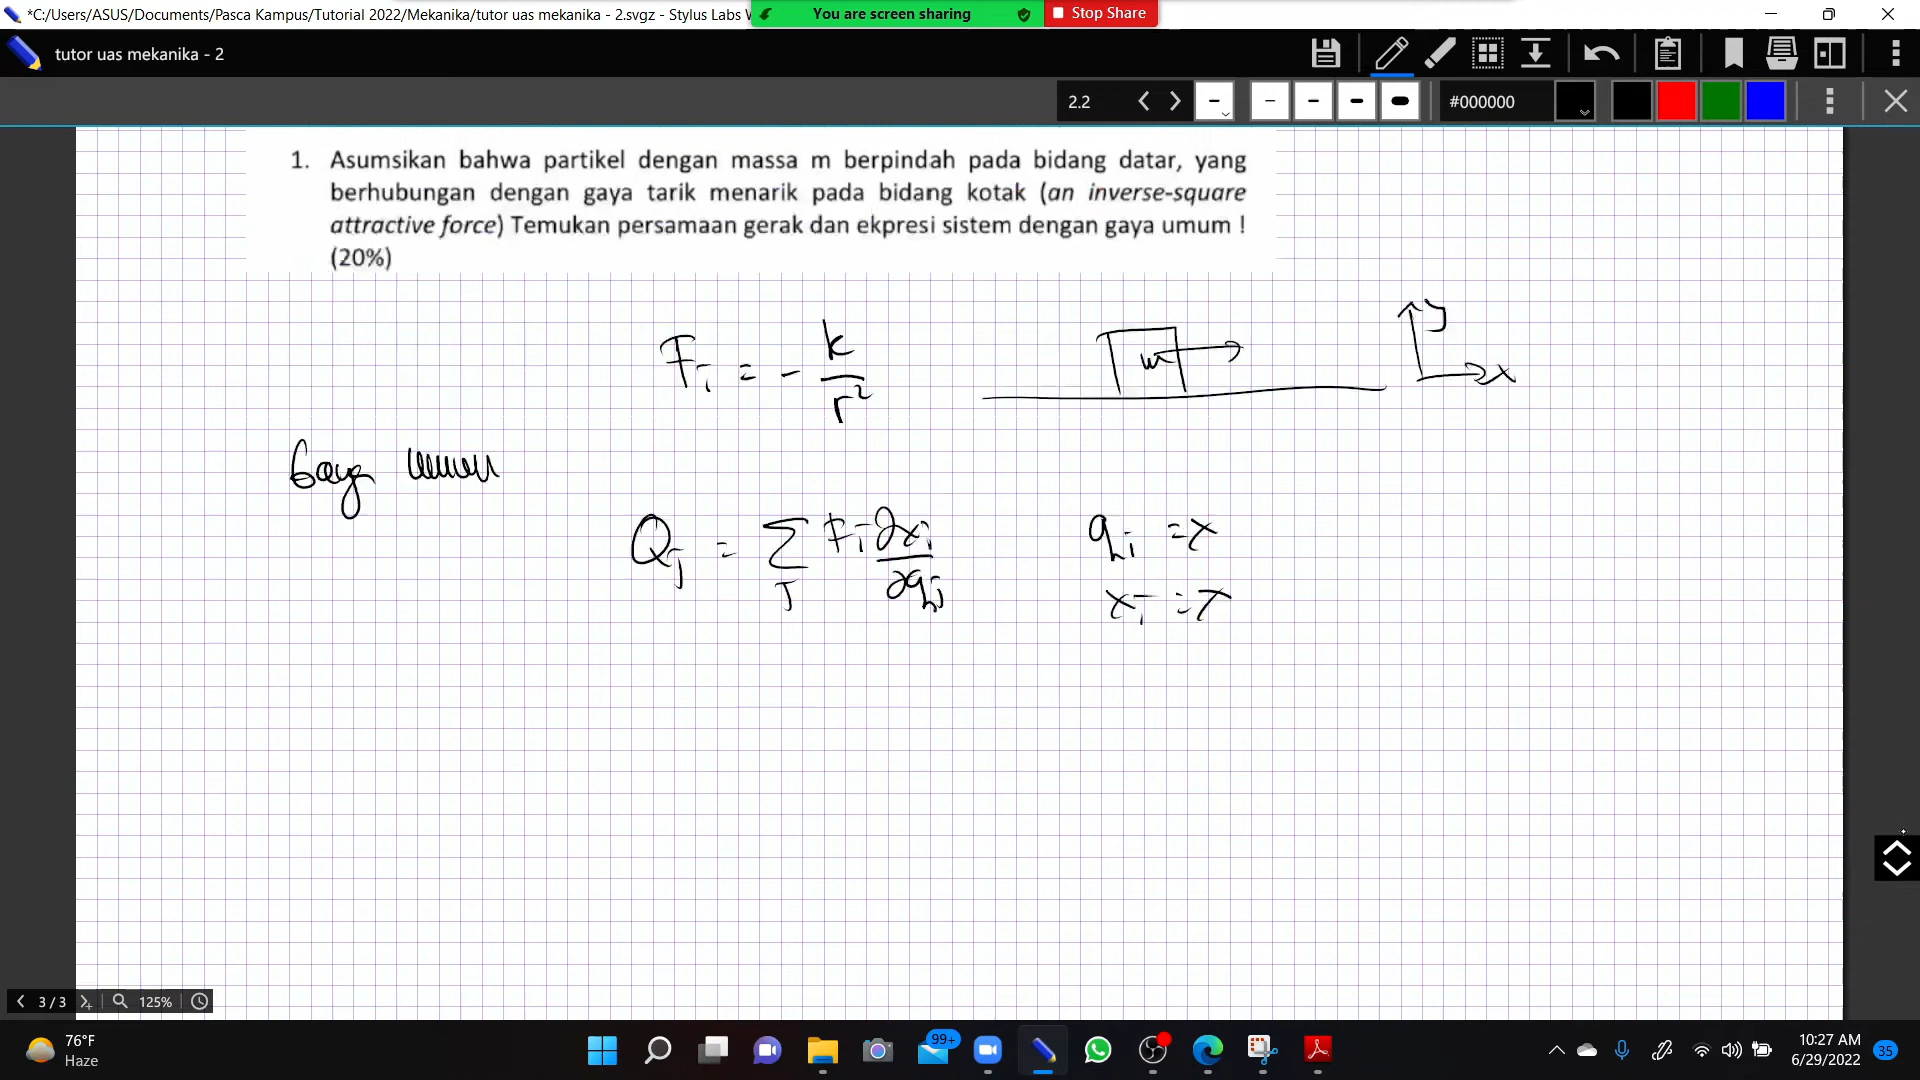 *C:/Users/ASUS/Documents/Pasca Kampus/Tutorial 2022/Mekanika/tutor uas mekanika - 2.svgz - Stylus Labs W
You are screen sharing
Stop Share
tutor uas mekanika - 2
2.2
#000000
1. Asumsikan bahwa partikel dengan massa m berpindah pada bidang datar, yang
berhubungan dengan gaya tarik menarik pada bidang kotak (an inverse-square
attractive force) Temukan persamaan gerak dan ekpresi sistem dengan gaya umum !
(20%)
F_i = - k/r²
m
y
x
Gaya umum
Q_j = Σ_j F_i ∂x_i/∂q_j
q_i = x
x_i = x
3/3
125%
76°F
Haze
99+
10:27 AM
6/29/2022
35